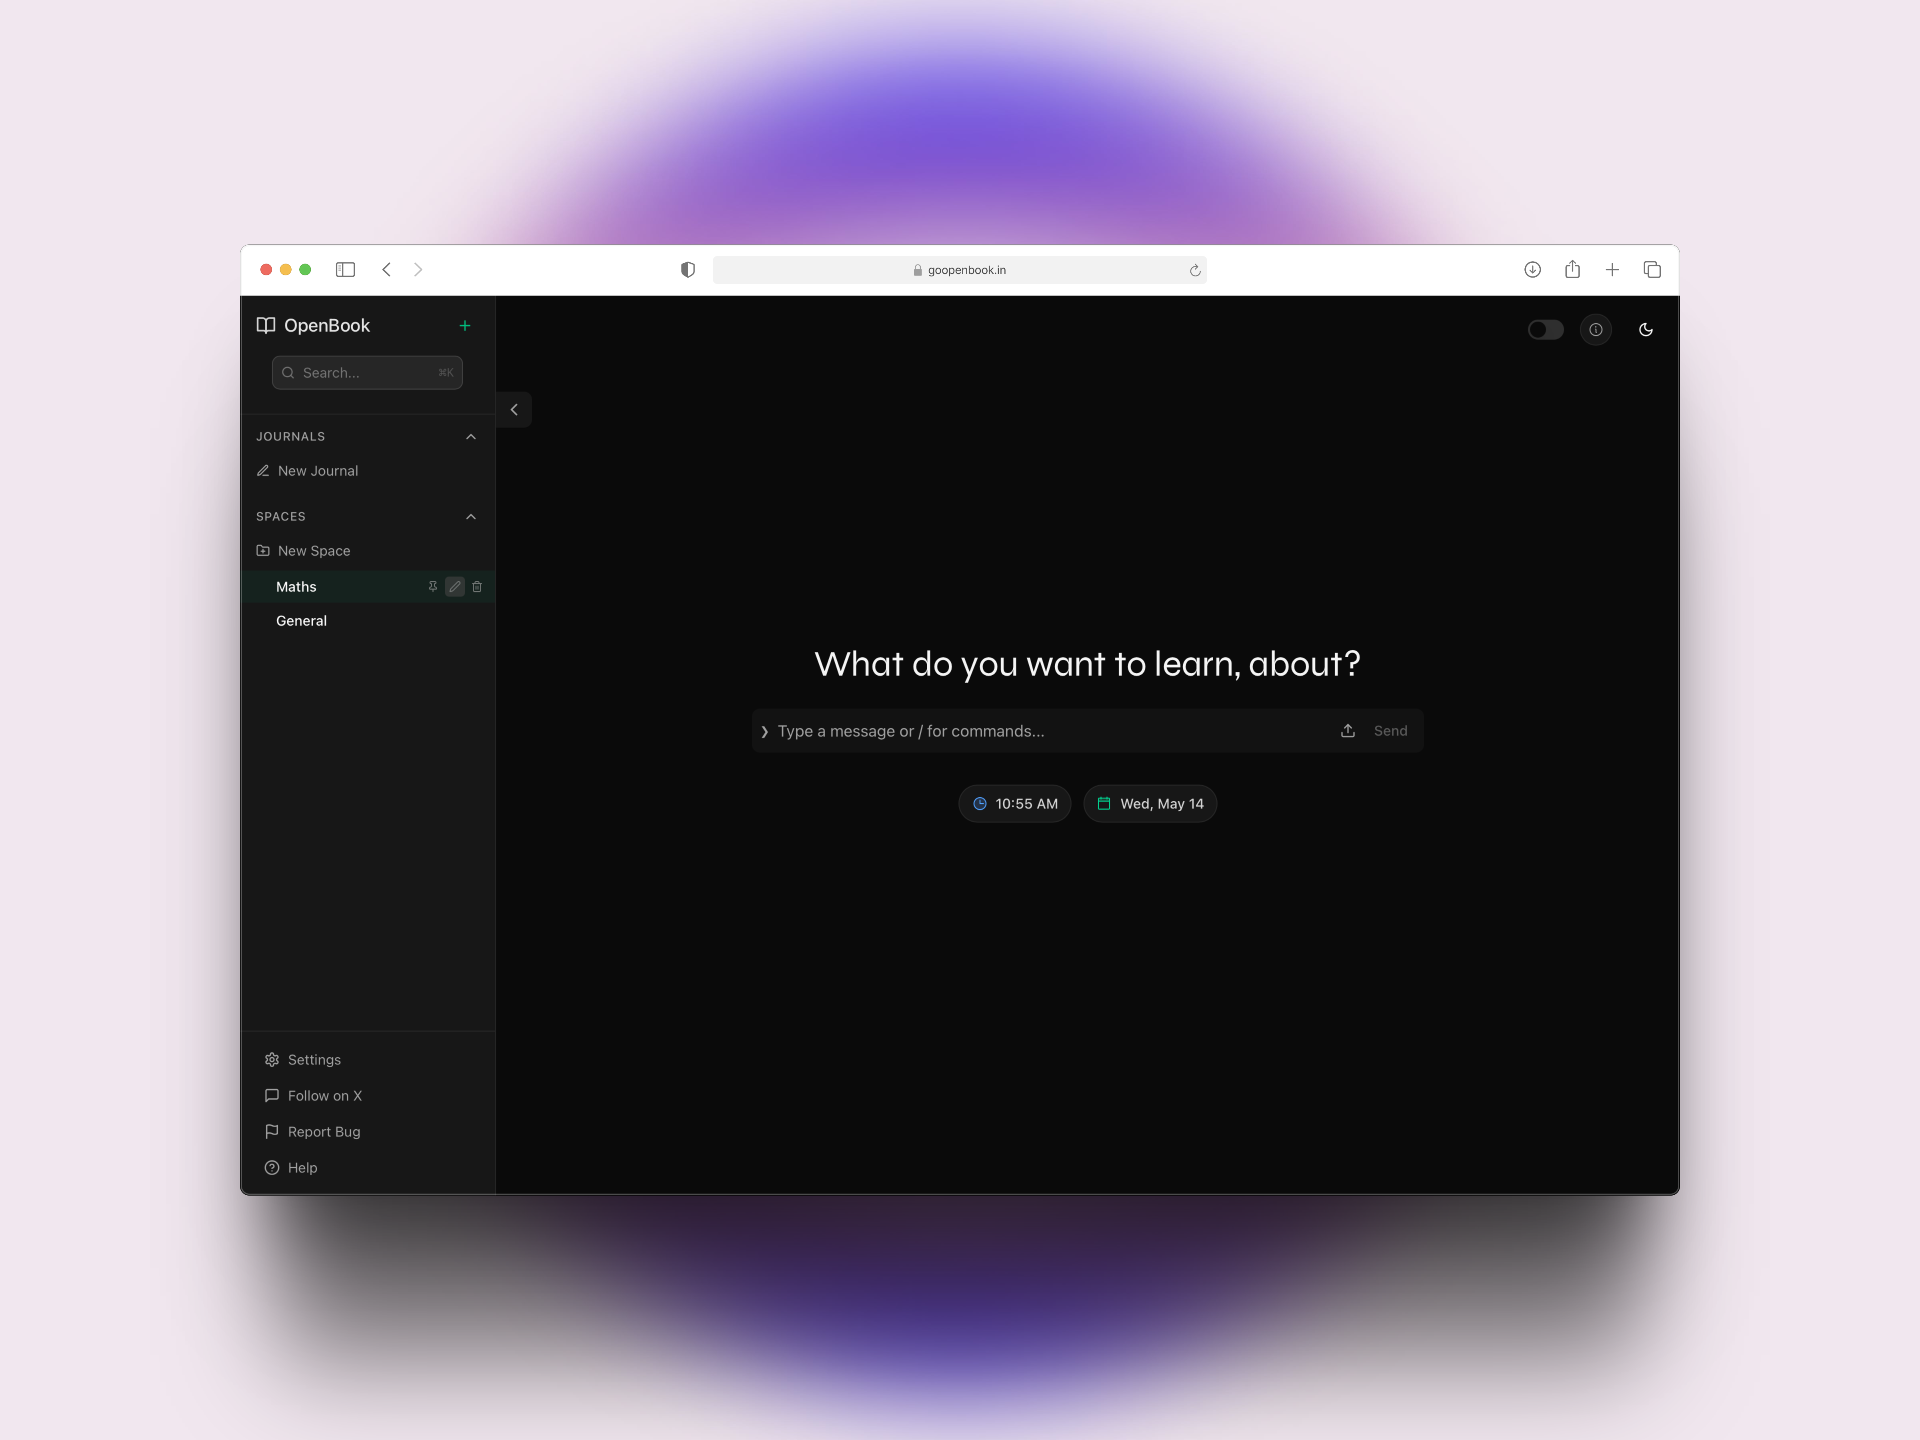 goopenbook.in
OpenBook
Search...
⌘K
JOURNALS
New Journal
SPACES
New Space
Maths
General
What do you want to learn, about?
❯ Type a message or / for commands...
Send
10:55 AM
Wed, May 14
Settings
Follow on X
Report Bug
Help